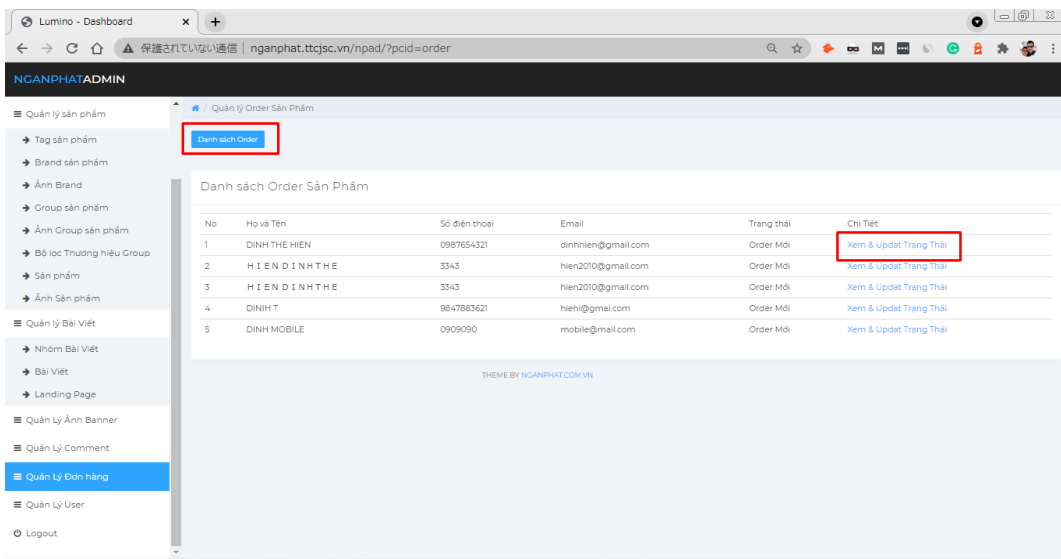 Lumino - Dashboard
保護されていない通信 | nganphat.ttcjsc.vn/npad/?pcid=order
NGANPHATADMIN
Quản lý sản phẩm
Tag sản phẩm
Brand sản phẩm
Ảnh Brand
Group sản phẩm
Ảnh Group sản phẩm
Bộ lọc Thương hiệu Group
Sản phẩm
Ảnh Sản phẩm
Quản lý Bài Viết
Nhóm Bài Viết
Bài Viết
Landing Page
Quản Lý Ảnh Banner
Quản Lý Comment
Quản Lý Đơn hàng
Quản Lý User
Logout
/ Quản lý Order Sản Phẩm
Danh sách Order
Danh sách Order Sản Phẩm
No Họ và Tên Số điện thoại Email Trang thái Chi Tiết
1 DINH THE HIEN 0987654321 dinhhien@gmail.com Order Mới Xem & Updat Trạng Thái
2 H I E N D I N H T H E 3343 hien2010@gmail.com Order Mới Xem & Updat Trạng Thái
3 H I E N D I N H T H E 3343 hien2010@gmail.com Order Mới Xem & Updat Trạng Thái
4 DINIH T 9847883621 hiehi@gmai.com Order Mới Xem & Updat Trạng Thái
5 DINH MOBILE 0909090 mobile@mail.com Order Mới Xem & Updat Trạng Thái
THEME BY NGANPHAT.COM.VN